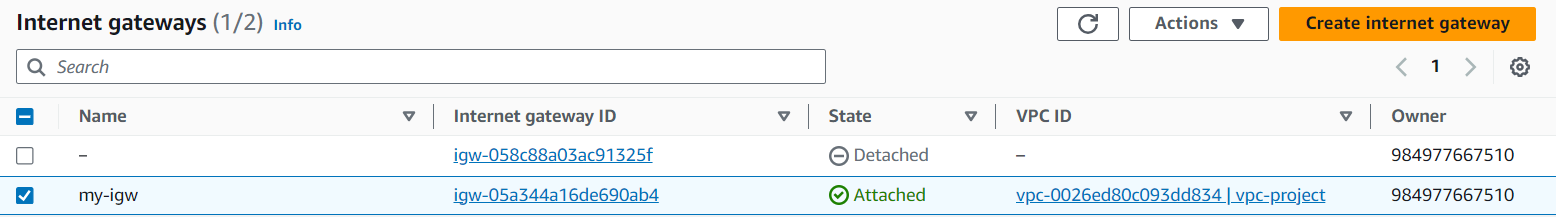 Internet gateways (1/2) Info
Actions
Create internet gateway
Search
1
Name Internet gateway ID State VPC ID Owner
– igw-058c88a03ac91325f Detached – 984977667510
my-igw igw-05a344a16de690ab4 Attached vpc-0026ed80c093dd834 | vpc-project 984977667510